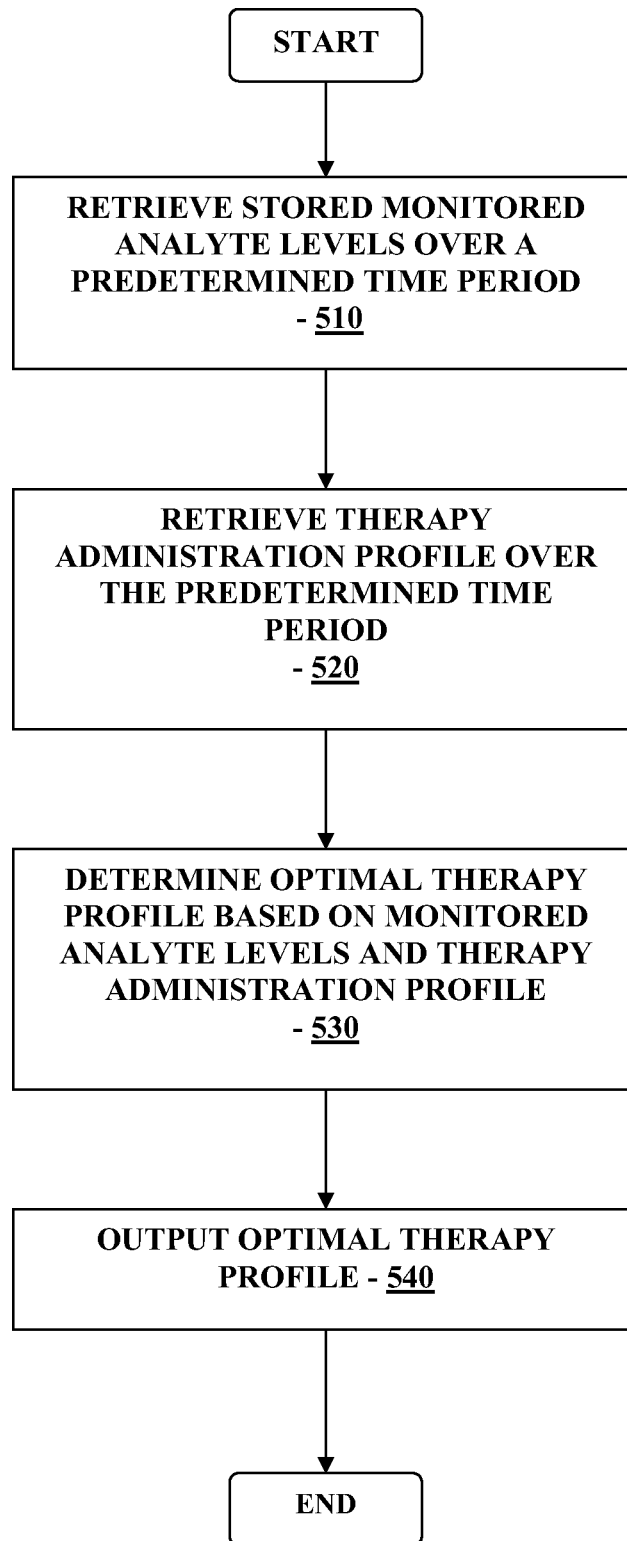 START
RETRIEVE STORED MONITORED
ANALYTE LEVELS OVER A
PREDETERMINED TIME PERIOD
- 510
RETRIEVE THERAPY
ADMINISTRATION PROFILE OVER
THE PREDETERMINED TIME
PERIOD
- 520
DETERMINE OPTIMAL THERAPY
PROFILE BASED ON MONITORED
ANALYTE LEVELS AND THERAPY
ADMINISTRATION PROFILE
- 530
OUTPUT OPTIMAL THERAPY
PROFILE - 540
END